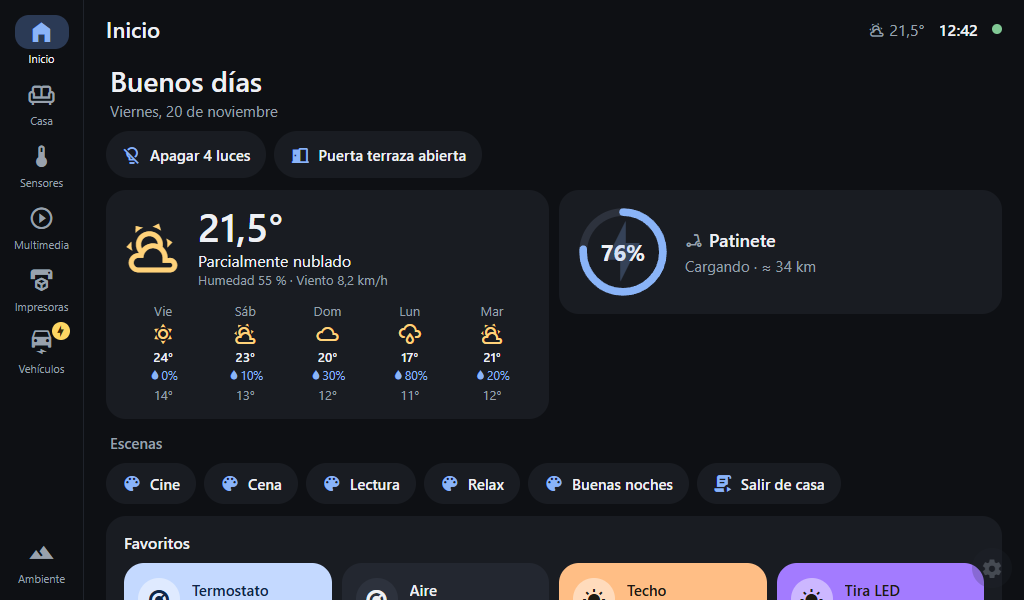 Inicio
21,5°
12:42
Inicio
Casa
Sensores
Multimedia
Impresoras
Vehículos
Ambiente
Buenos días
Viernes, 20 de noviembre
Apagar 4 luces
Puerta terraza abierta
21,5°
Parcialmente nublado
Humedad 55 % · Viento 8,2 km/h
Vie Sáb Dom Lun Mar
24° 23° 20° 17° 21°
0% 10% 30% 80% 20%
14° 13° 12° 11° 12°
76%
Patinete
Cargando · ≈ 34 km
Escenas
Cine
Cena
Lectura
Relax
Buenas noches
Salir de casa
Favoritos
Termostato
Aire
Techo
Tira LED